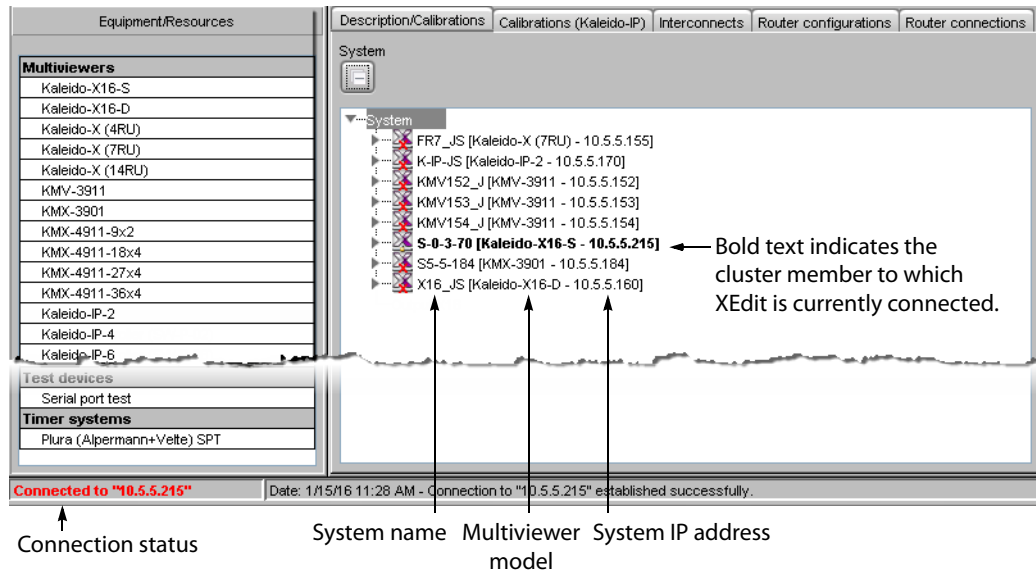 Equipment/Resources
Multiviewers
Kaleido-X16-S
Kaleido-X16-D
Kaleido-X (4RU)
Kaleido-X (7RU)
Kaleido-X (14RU)
KMV-3911
KMX-3901
KMX-4911-9x2
KMX-4911-18x4
KMX-4911-27x4
KMX-4911-36x4
Kaleido-IP-2
Kaleido-IP-4
Kaleido-IP-6
Test devices
Serial port test
Timer systems
Plura (Alpermann+Velte) SPT
Description/Calibrations Calibrations (Kaleido-IP) Interconnects Router configurations Router connections
System
System
FR7_JS [Kaleido-X (7RU) - 10.5.5.155]
K-IP-JS [Kaleido-IP-2 - 10.5.5.170]
KMV152_J [KMV-3911 - 10.5.5.152]
KMV153_J [KMV-3911 - 10.5.5.153]
KMV154_J [KMV-3911 - 10.5.5.154]
S-0-3-70 [Kaleido-X16-S - 10.5.5.215]
S5-5-184 [KMX-3901 - 10.5.5.184]
X16_JS [Kaleido-X16-D - 10.5.5.160]
Bold text indicates the
cluster member to which
XEdit is currently connected.
Connected to "10.5.5.215" Date: 1/15/16 11:28 AM - Connection to "10.5.5.215" established successfully.
Connection status
System name
Multiviewer
model
System IP address